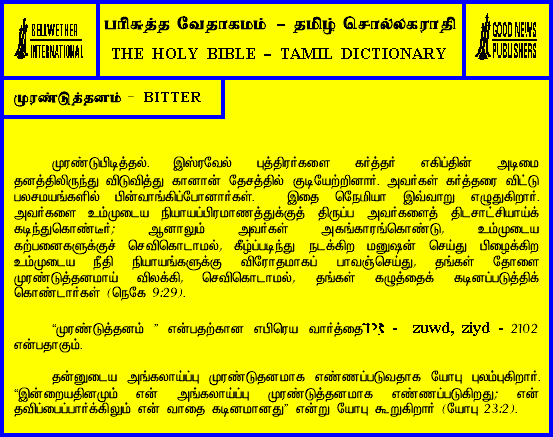 BELLWETHER
INTERNATIONAL
பரிசுத்த வேதாகமம் - தமிழ் சொல்லகராதி
THE HOLY BIBLE - TAMIL DICTIONARY
GOOD NEWS
PUBLISHERS
முரண்டுத்தனம் - BITTER
முரண்டுபிடித்தல். இஸ்ரவேல் புத்திரர்களை கர்த்தர் எகிப்தின் அடிமை
தனத்திலிருந்து விடுவித்து கானான் தேசத்தில் குடியேற்றினார். அவர்கள் கர்த்தரை விட்டு
பலசமயங்களில் பின்வாங்கிப்போனார்கள். இதை நெேமியா இவ்வாறு எழுதுகிறார்.
அவர்களை உம்முடைய நியாயப்பிரமாணத்துக்குத் திருப்ப அவர்களைத் திடசாட்சியாய்க்
கடிந்துகொண்டீர்; ஆனாலும் அவர்கள் அகங்காரங்கொண்டு, உம்முடைய
கற்பனைகளுக்குச் செவிகொடாமல், கீழ்ப்படிந்து நடக்கிற மனுஷன் செய்து பிழைக்கிற
உம்முடைய நீதி நியாயங்களுக்கு விரோதமாகப் பாவஞ்செய்து, தங்கள் தோளை
முரண்டுத்தனமாய் விலக்கி, செவிகொடாமல், தங்கள் கழுத்தைக் கடினப்படுத்திக்
கொண்டார்கள் (நெகே 9:29).
“முரண்டுத்தனம் ” என்பதற்கான எபிரெய வார்த்தை - zuwd, ziyd - 2102
என்பதாகும்.
தன்னுடைய அங்கலாய்ப்பு முரண்டுதனமாக எண்ணப்படுவதாக யோபு புலம்புகிறார்.
“இன்றையதினமும் என் அங்கலாய்ப்பு முரண்டுத்தனமாக எண்ணப்படுகிறது; என்
தவிப்பைப்பார்க்கிலும் என் வாதை கடினமானது” என்று யோபு கூறுகிறார் (யோபு 23:2).